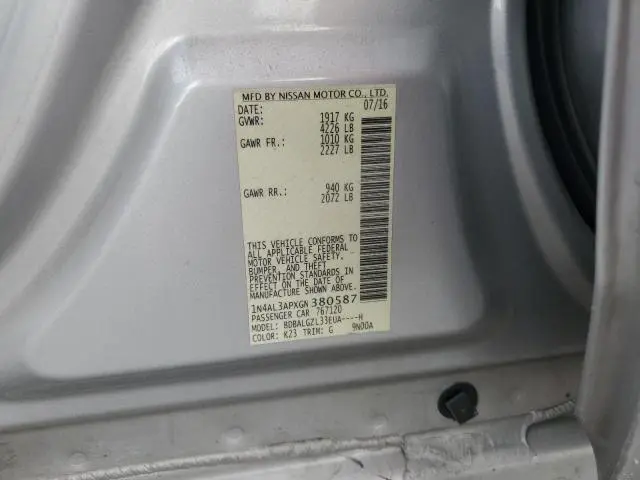 MFD BY NISSAN MOTOR CO., LTD.
DATE: 07/16
GVWR: 1917 KG
4226 LB
GAWR FR.: 1010 KG
2227 LB
GAWR RR.: 940 KG
2072 LB
THIS VEHICLE CONFORMS TO
ALL APPLICABLE FEDERAL
MOTOR VEHICLE SAFETY,
BUMPER, AND THEFT
PREVENTION STANDARDS IN
EFFECT ON THE DATE OF
MANUFACTURE SHOWN ABOVE.
1N4AL3APXGN380587
PASSENGER CAR 767120
MODEL: BDBALGZL33EUA----H
COLOR: K23 TRIM: G 9N00A